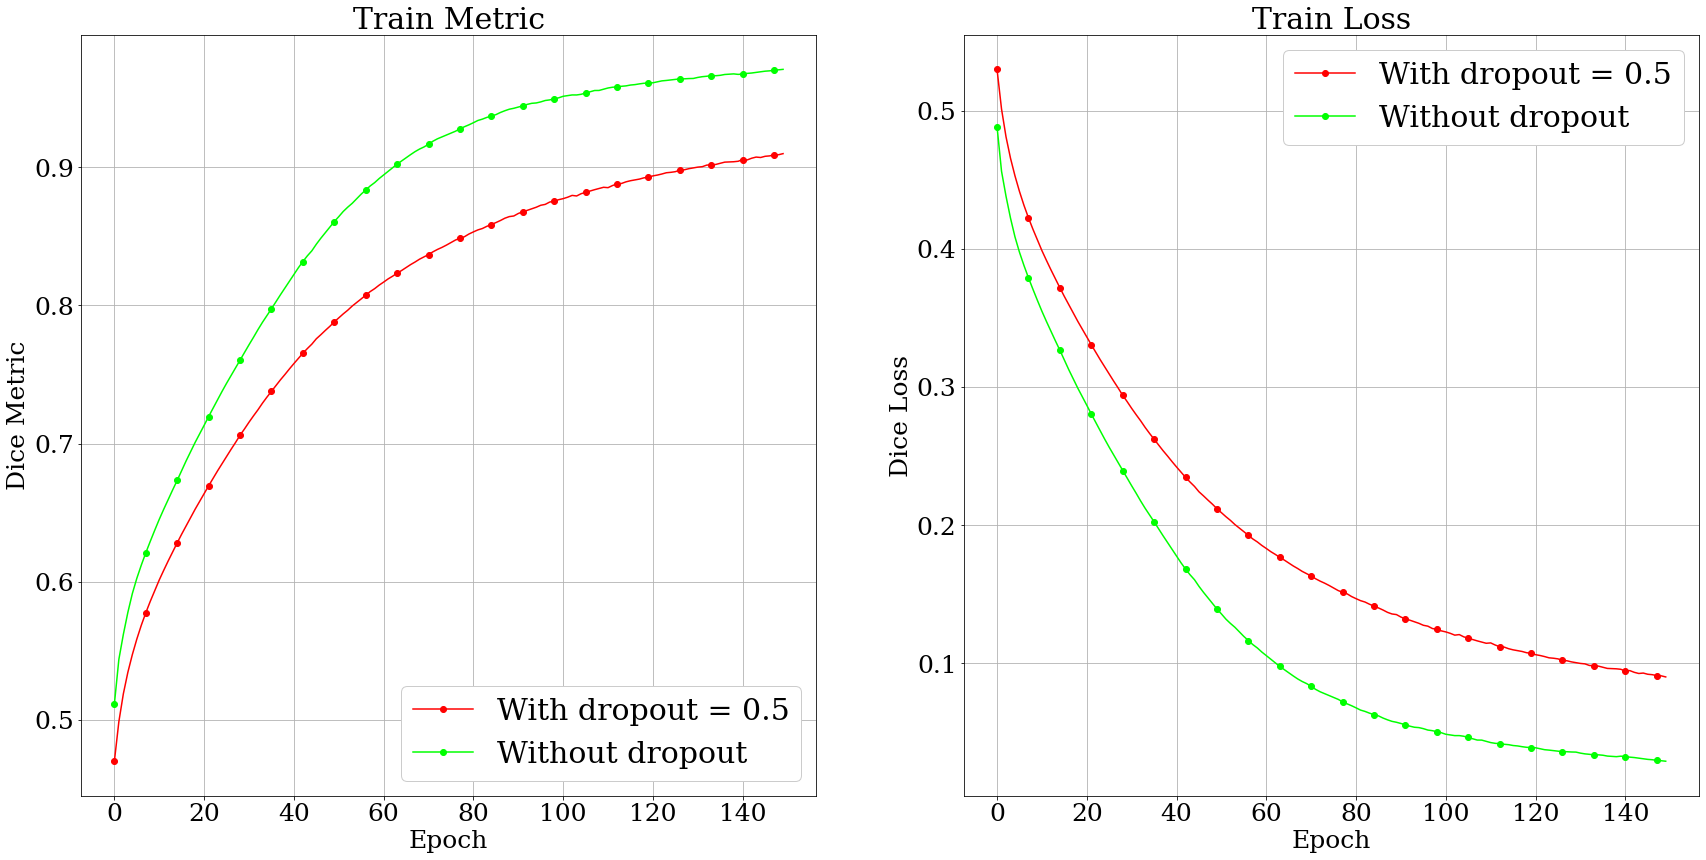 Train Metric
Dice Metric
0.9
0.8
0.7
0.6
0.5
0 20 40 60 80 100 120 140
Epoch
With dropout = 0.5
Without dropout
Train Loss
Dice Loss
0.5
0.4
0.3
0.2
0.1
0 20 40 60 80 100 120 140
Epoch
With dropout = 0.5
Without dropout